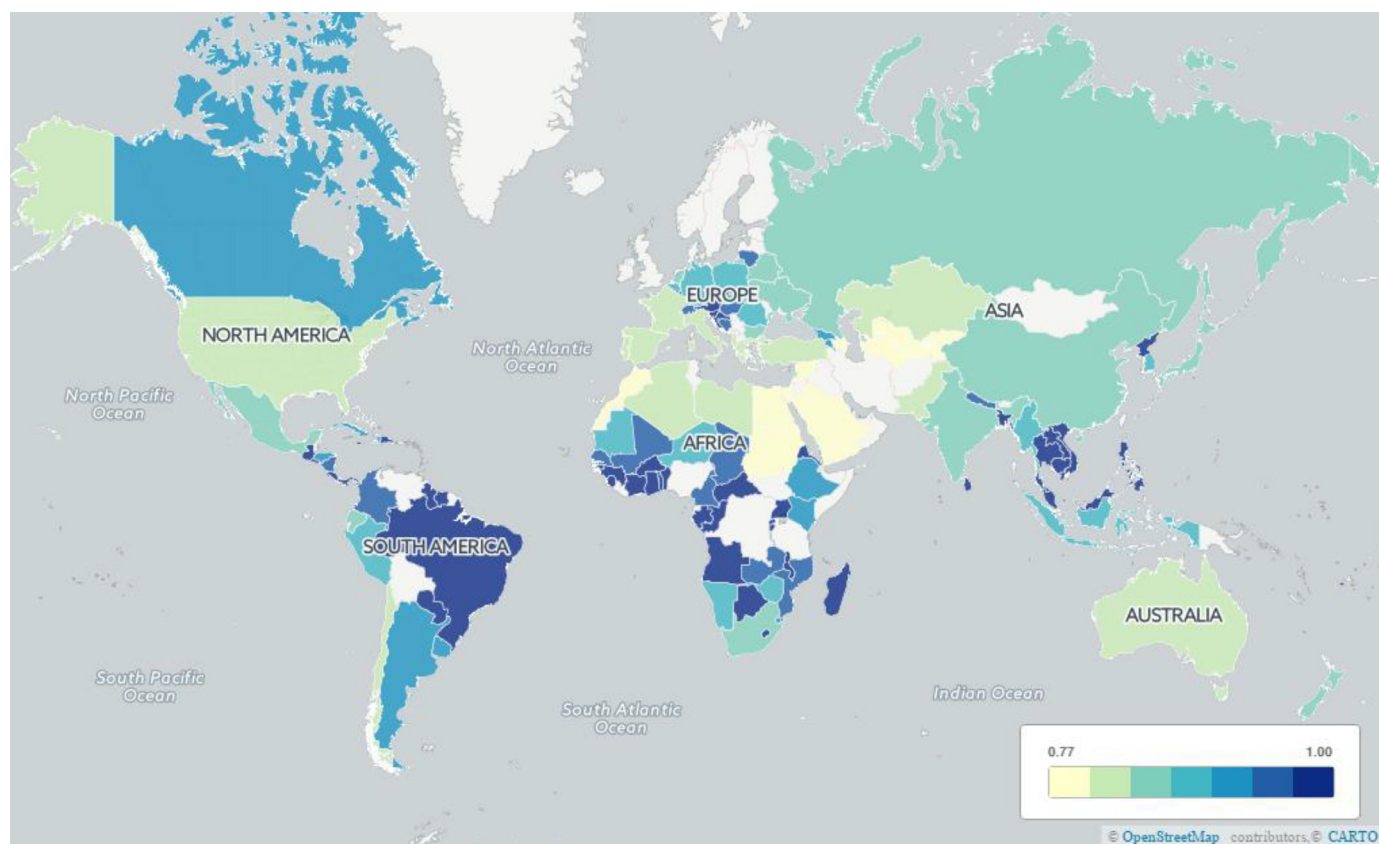 EUROPE
ASIA
NORTH AMERICA
North Atlantic
Ocean
North Pacific
Ocean
AFRICA
SOUTH AMERICA
AUSTRALIA
South Pacific
Ocean
South Atlantic
Ocean
Indian Ocean
0.77 1.00
© OpenStreetMap contributors,© CARTO